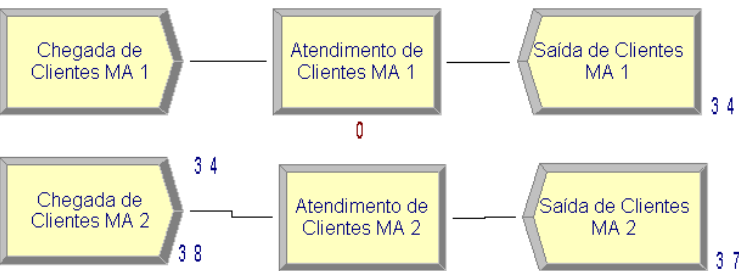 Chegada de
Clientes MA 1
Atendimento de
Clientes MA 1
Saída de Clientes
MA 1
3 4
0
3 4
Chegada de
Clientes MA 2
3 8
Atendimento de
Clientes MA 2
Saída de Clientes
MA 2
3 7